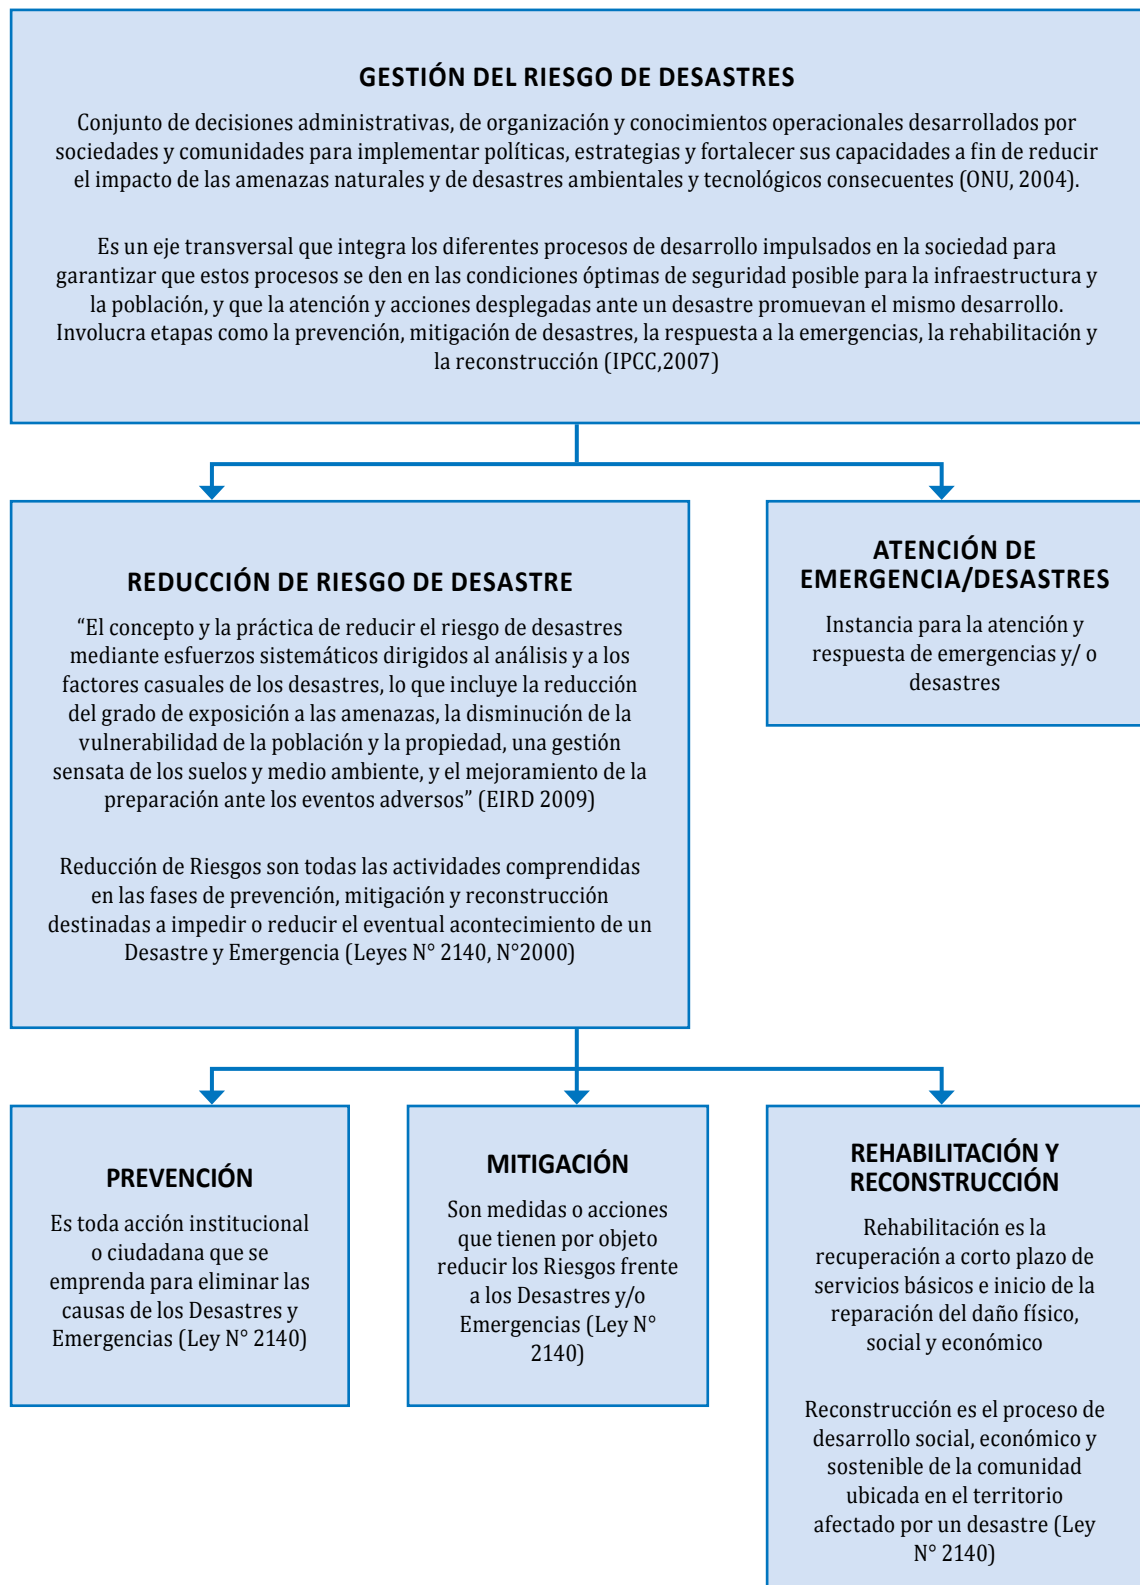 GESTIÓN DEL RIESGO DE DESASTRES
Conjunto de decisiones administrativas, de organización y conocimientos operacionales desarrollados por
sociedades y comunidades para implementar políticas, estrategias y fortalecer sus capacidades a fin de reducir
el impacto de las amenazas naturales y de desastres ambientales y tecnológicos consecuentes (ONU, 2004).
Es un eje transversal que integra los diferentes procesos de desarrollo impulsados en la sociedad para
garantizar que estos procesos se den en las condiciones óptimas de seguridad posible para la infraestructura y
la población, y que la atención y acciones desplegadas ante un desastre promuevan el mismo desarrollo.
Involucra etapas como la prevención, mitigación de desastres, la respuesta a la emergencias, la rehabilitación y
la reconstrucción (IPCC,2007)
REDUCCIÓN DE RIESGO DE DESASTRE
“El concepto y la práctica de reducir el riesgo de desastres
mediante esfuerzos sistemáticos dirigidos al análisis y a los
factores casuales de los desastres, lo que incluye la reducción
del grado de exposición a las amenazas, la disminución de la
vulnerabilidad de la población y la propiedad, una gestión
sensata de los suelos y medio ambiente, y el mejoramiento de la
preparación ante los eventos adversos” (EIRD 2009)
Reducción de Riesgos son todas las actividades comprendidas
en las fases de prevención, mitigación y reconstrucción
destinadas a impedir o reducir el eventual acontecimiento de un
Desastre y Emergencia (Leyes N° 2140, N°2000)
ATENCIÓN DE
EMERGENCIA/DESASTRES
Instancia para la atención y
respuesta de emergencias y/ o
desastres
PREVENCIÓN
Es toda acción institucional
o ciudadana que se
emprenda para eliminar las
causas de los Desastres y
Emergencias (Ley N° 2140)
MITIGACIÓN
Son medidas o acciones
que tienen por objeto
reducir los Riesgos frente
a los Desastres y/o
Emergencias (Ley N°
2140)
REHABILITACIÓN Y
RECONSTRUCCIÓN
Rehabilitación es la
recuperación a corto plazo de
servicios básicos e inicio de la
reparación del daño físico,
social y económico
Reconstrucción es el proceso de
desarrollo social, económico y
sostenible de la comunidad
ubicada en el territorio
afectado por un desastre (Ley
N° 2140)